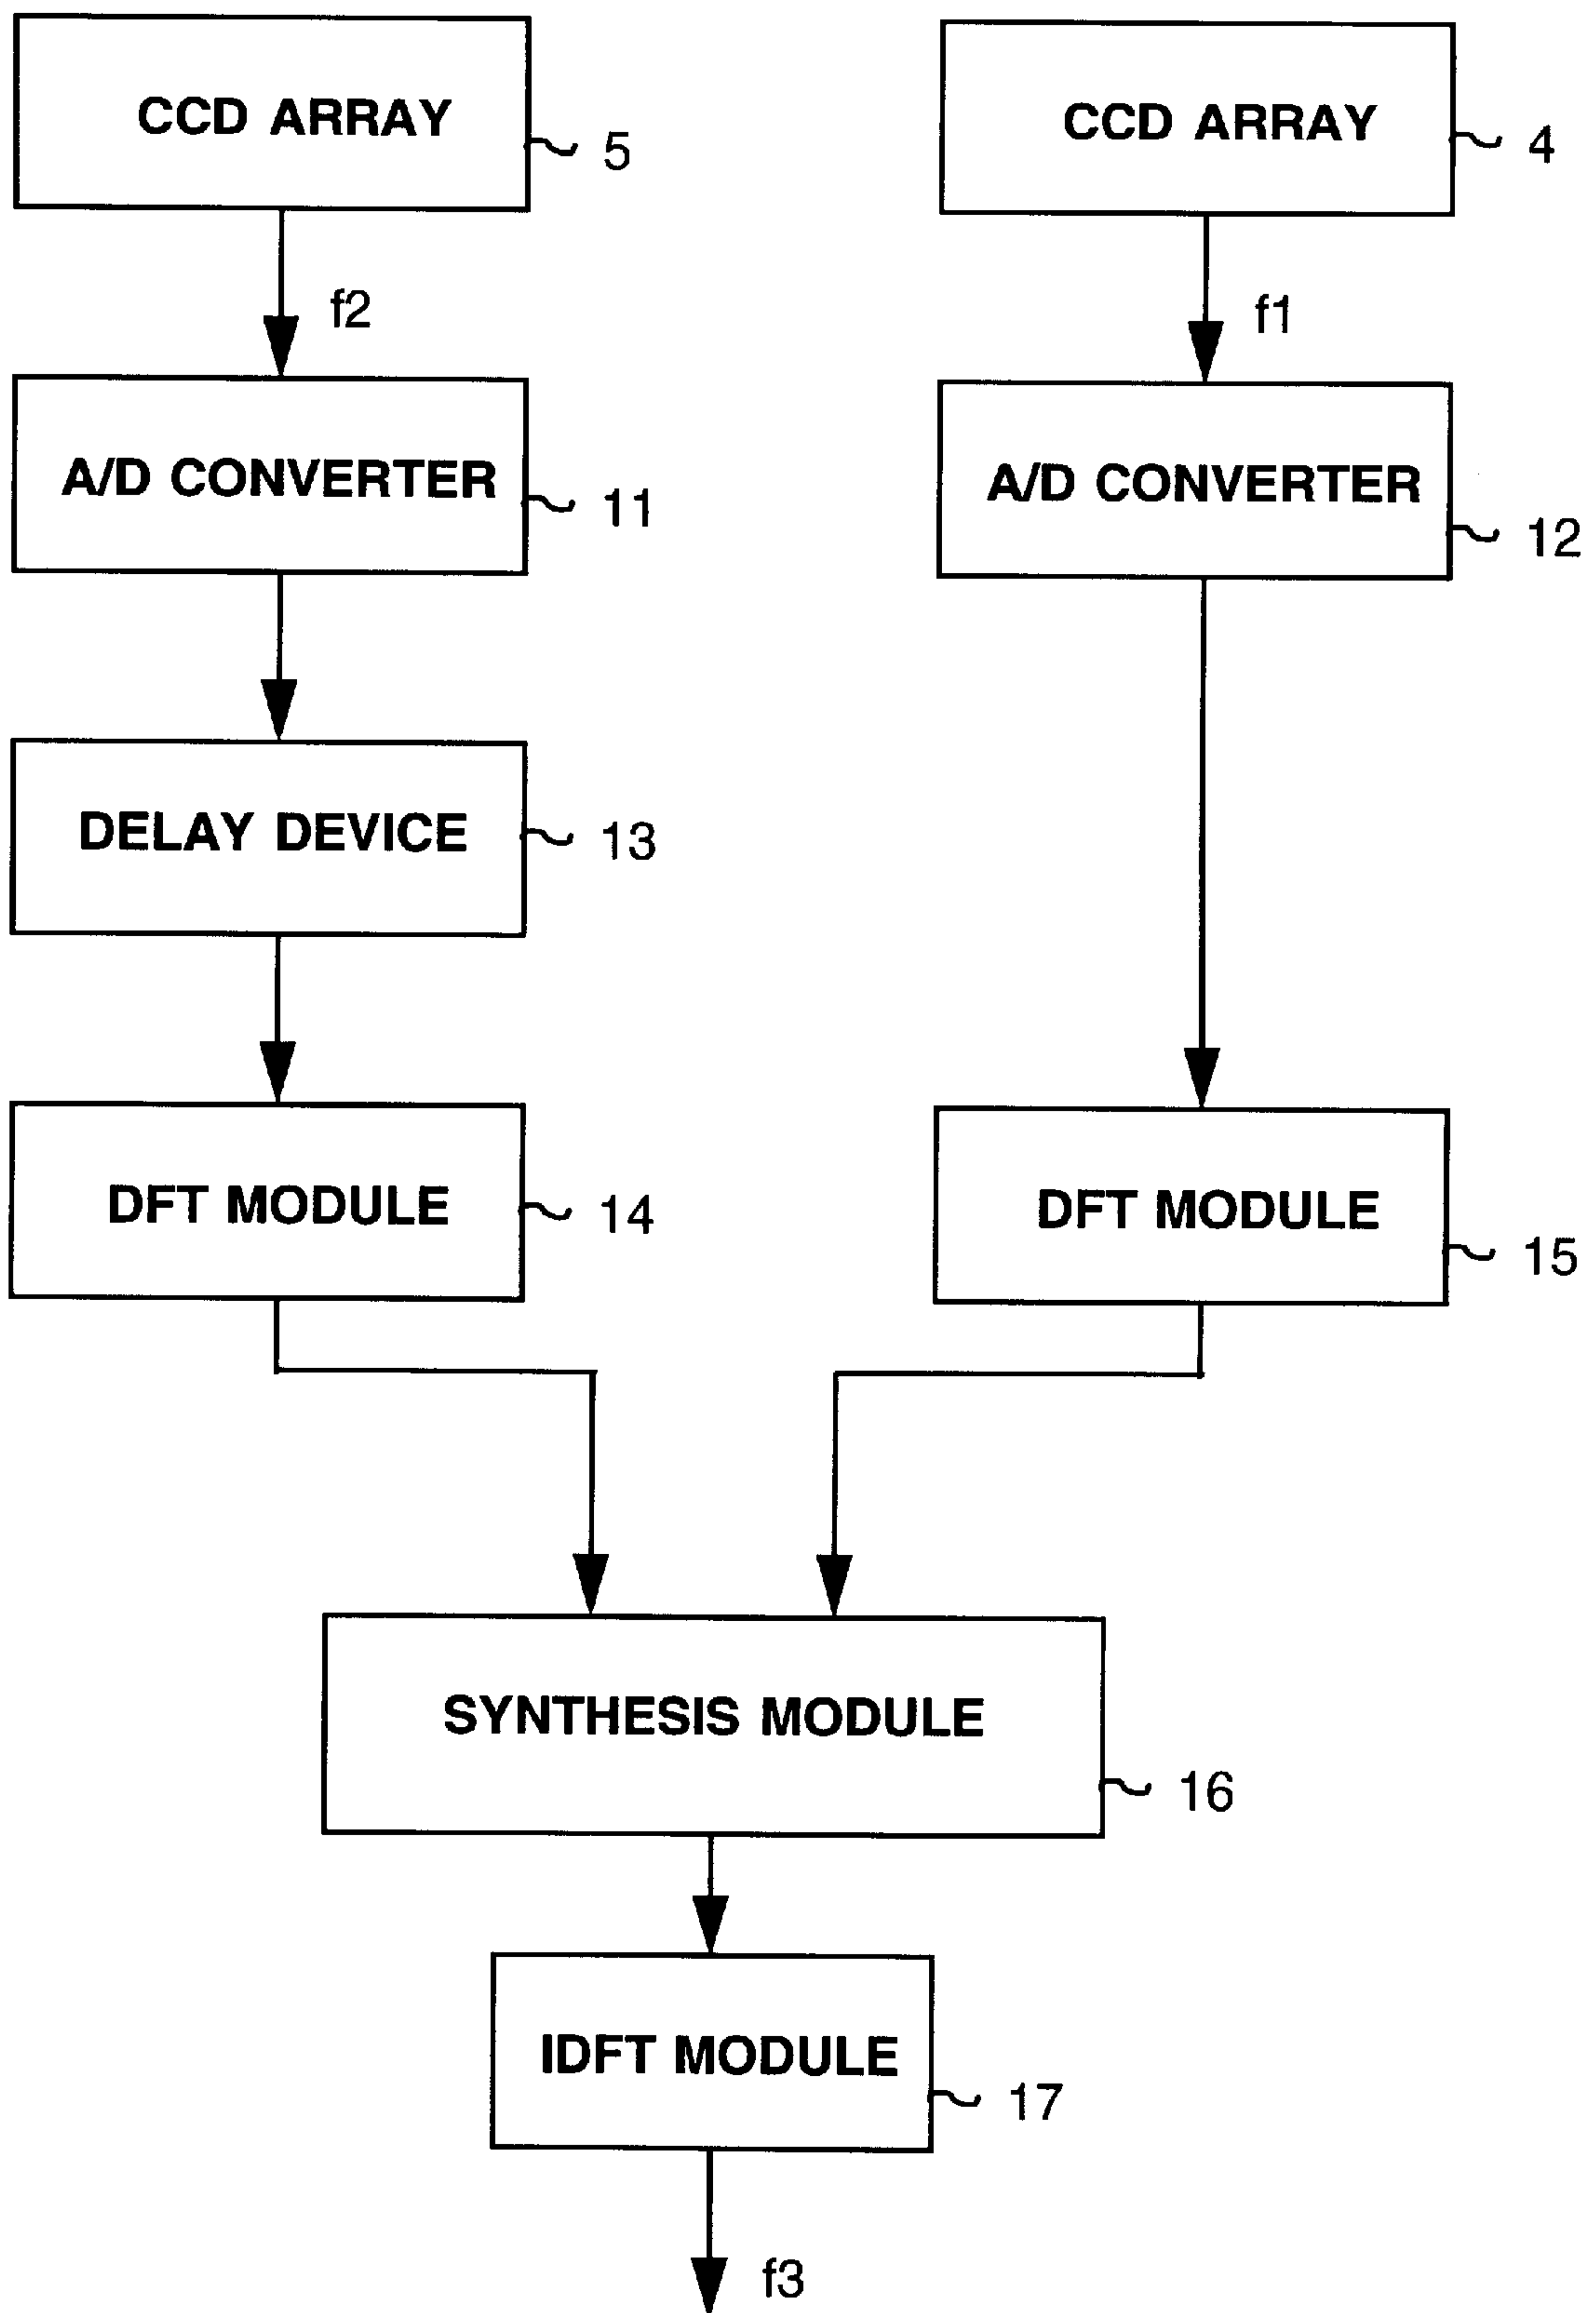 CCD ARRAY
5
CCD ARRAY
4
f2
f1
A/D CONVERTER
11
A/D CONVERTER
12
DELAY DEVICE
13
DFT MODULE
14
DFT MODULE
15
SYNTHESIS MODULE
16
IDFT MODULE
17
f3